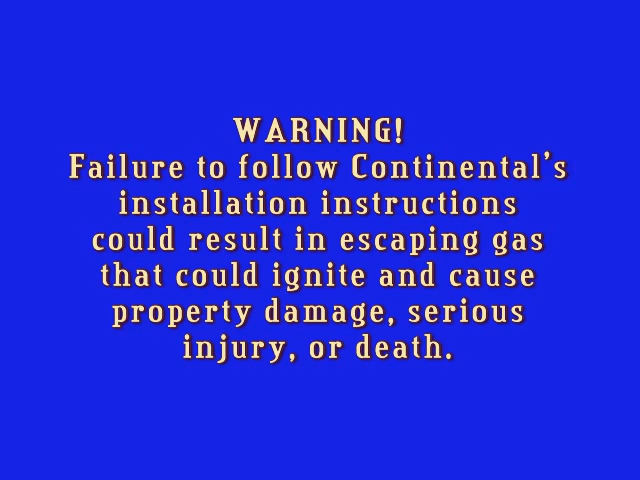 WARNING!
Failure to follow Continental's
installation instructions
could result in escaping gas
that could ignite and cause
property damage, serious
injury, or death.